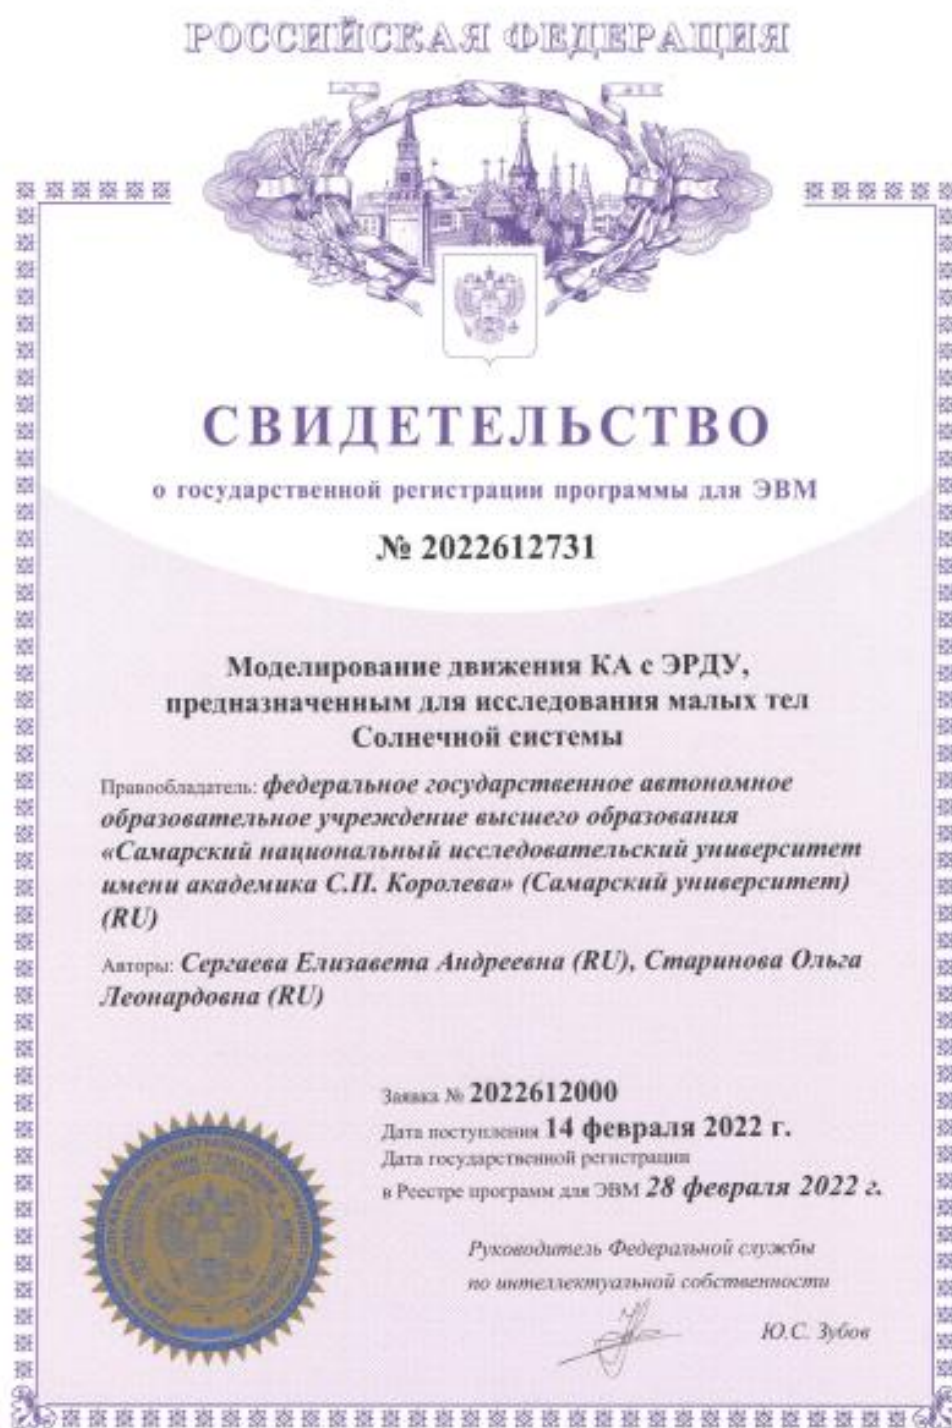 РОССИЙСКАЯ ФЕДЕРАЦИЯ
СВИДЕТЕЛЬСТВО
о государственной регистрации программы для ЭВМ
№ 2022612731
Моделирование движения КА с ЭРДУ,
предназначенным для исследования малых тел
Солнечной системы
Правообладатель: федеральное государственное автономное
образовательное учреждение высшего образования
«Самарский национальный исследовательский университет
имени академика С.П. Королева» (Самарский университет)
(RU)
Авторы: Сергаева Елизавета Андреевна (RU), Старинова Ольга
Леонардовна (RU)
Заявка № 2022612000
Дата поступления 14 февраля 2022 г.
Дата государственной регистрации
в Реестре программ для ЭВМ 28 февраля 2022 г.
Руководитель Федеральной службы
по интеллектуальной собственности
Ю.С. Зубов